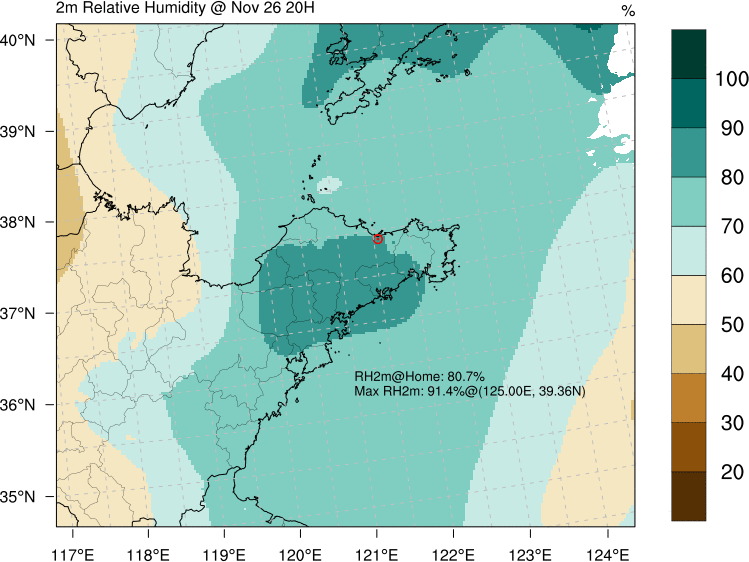 2m Relative Humidity @ Nov 26 20H
%
40°N
39°N
38°N
37°N
36°N
35°N
117°E 118°E 119°E 120°E 121°E 122°E 123°E 124°E
RH2m@Home: 80.7%
Max RH2m: 91.4%@(125.00E, 39.36N)
100
90
80
70
60
50
40
30
20